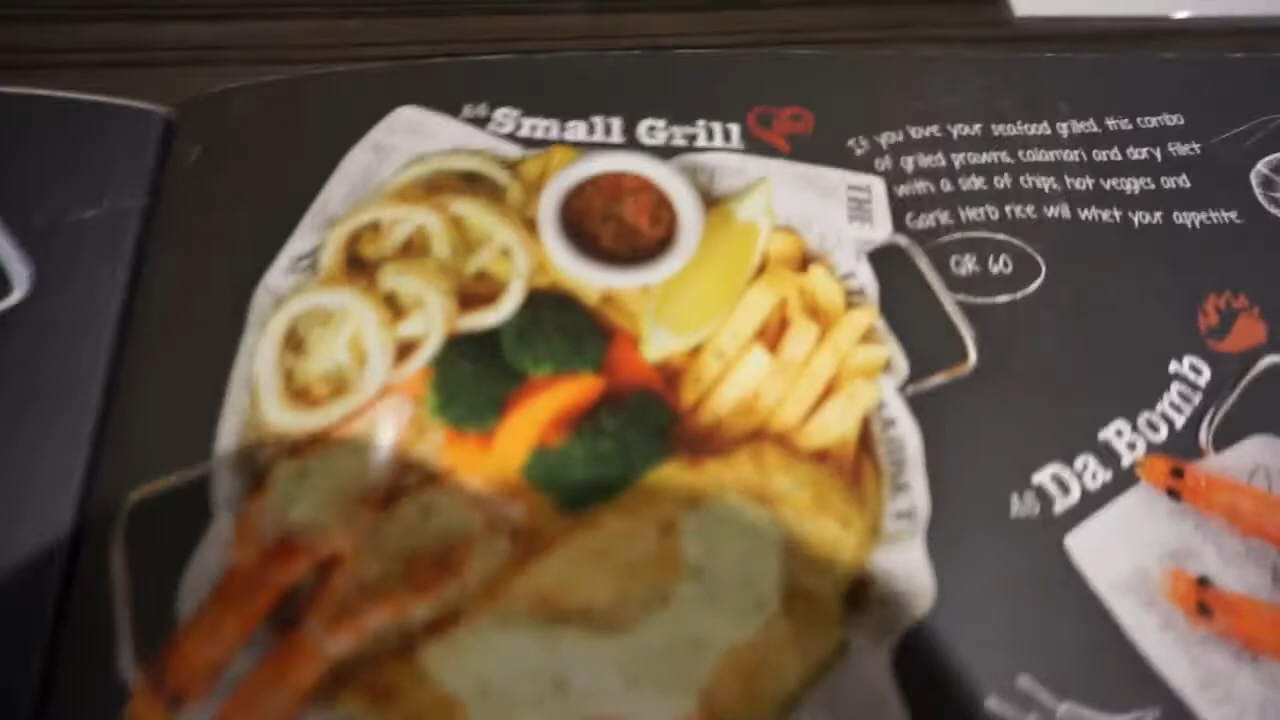 Small Grill
If you love your seafood grilled, this combo
of grilled prawns, calamari and dory fillet
with a side of chips, hot veggies and
Garlic Herb rice will whet your appetite.
QR 60
Da Bomb
THE